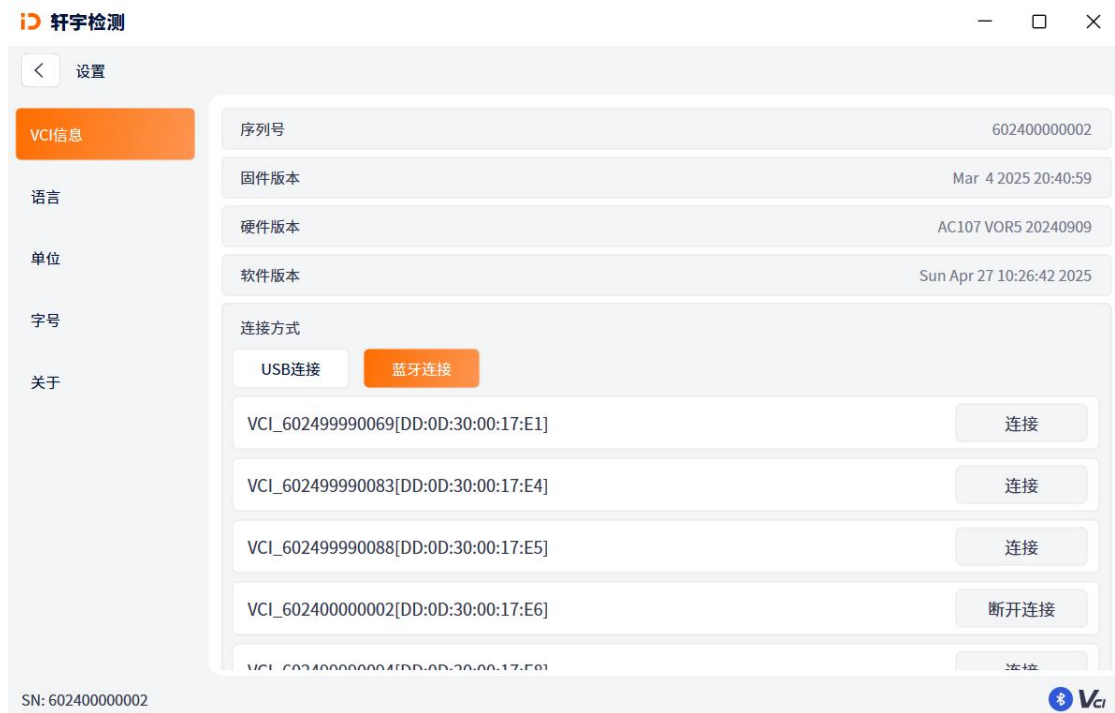 轩宇检测
设置
VCI信息
语言
单位
字号
关于
序列号 602400000002
固件版本 Mar 4 2025 20:40:59
硬件版本 AC107 VOR5 20240909
软件版本 Sun Apr 27 10:26:42 2025
连接方式
USB连接 蓝牙连接
VCI_602499990069[DD:0D:30:00:17:E1] 连接
VCI_602499990083[DD:0D:30:00:17:E4] 连接
VCI_602499990088[DD:0D:30:00:17:E5] 连接
VCI_602400000002[DD:0D:30:00:17:E6] 断开连接
SN: 602400000002
VCI